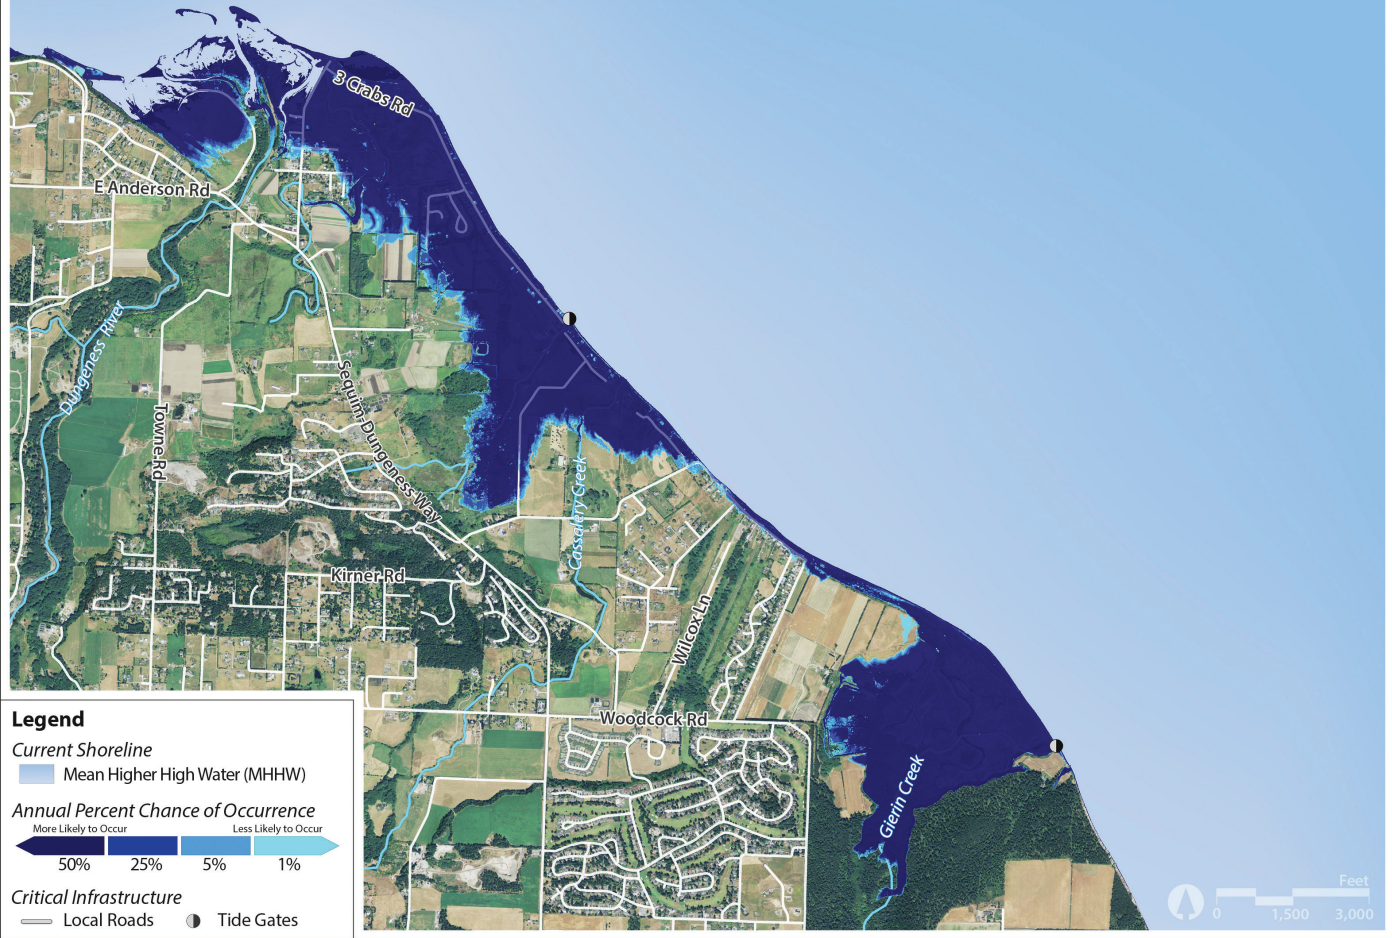 3 Crabs Rd
E Anderson Rd
Dungeness River
Towne Rd
Sequim-Dungeness Way
Cassalery Creek
Kirner Rd
Wilcox Ln
Woodcock Rd
Gierin Creek
Legend
Current Shoreline
Mean Higher High Water (MHHW)
Annual Percent Chance of Occurrence
More Likely to Occur Less Likely to Occur
50% 25% 5% 1%
Critical Infrastructure
Local Roads Tide Gates
Feet
0 1,500 3,000